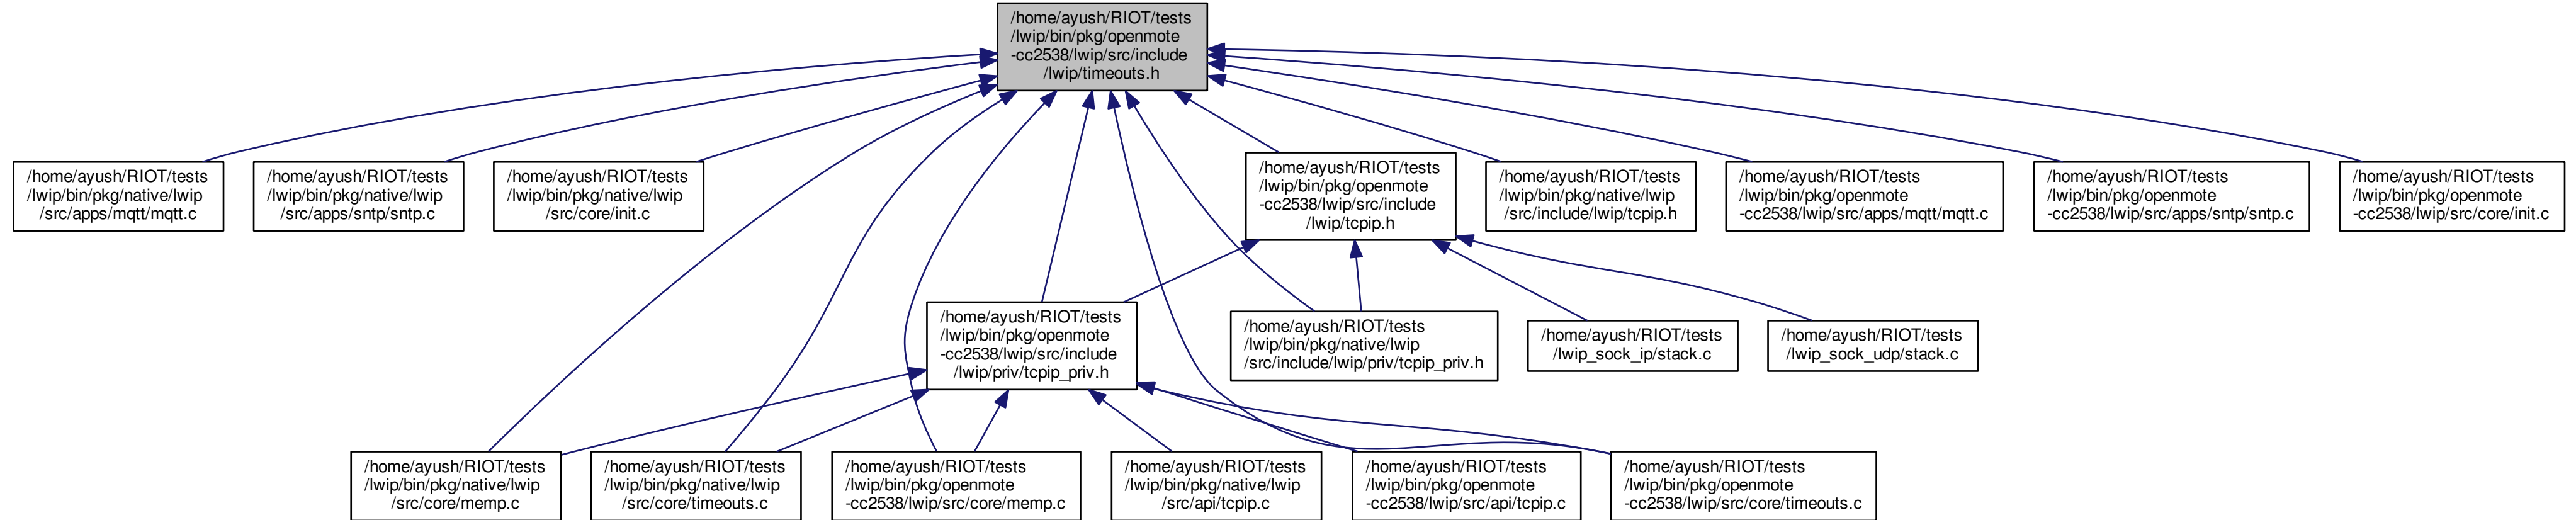 /home/ayush/RIOT/tests
/lwip/bin/pkg/openmote
-cc2538/lwip/src/include
/lwip/timeouts.h
/home/ayush/RIOT/tests
/lwip/bin/pkg/native/lwip
/src/apps/mqtt/mqtt.c
/home/ayush/RIOT/tests
/lwip/bin/pkg/native/lwip
/src/apps/sntp/sntp.c
/home/ayush/RIOT/tests
/lwip/bin/pkg/native/lwip
/src/core/init.c
/home/ayush/RIOT/tests
/lwip/bin/pkg/openmote
-cc2538/lwip/src/include
/lwip/tcpip.h
/home/ayush/RIOT/tests
/lwip/bin/pkg/native/lwip
/src/include/lwip/tcpip.h
/home/ayush/RIOT/tests
/lwip/bin/pkg/openmote
-cc2538/lwip/src/apps/mqtt/mqtt.c
/home/ayush/RIOT/tests
/lwip/bin/pkg/openmote
-cc2538/lwip/src/apps/sntp/sntp.c
/home/ayush/RIOT/tests
/lwip/bin/pkg/openmote
-cc2538/lwip/src/core/init.c
/home/ayush/RIOT/tests
/lwip/bin/pkg/openmote
-cc2538/lwip/src/include
/lwip/priv/tcpip_priv.h
/home/ayush/RIOT/tests
/lwip/bin/pkg/native/lwip
/src/include/lwip/priv/tcpip_priv.h
/home/ayush/RIOT/tests
/lwip_sock_ip/stack.c
/home/ayush/RIOT/tests
/lwip_sock_udp/stack.c
/home/ayush/RIOT/tests
/lwip/bin/pkg/native/lwip
/src/core/memp.c
/home/ayush/RIOT/tests
/lwip/bin/pkg/native/lwip
/src/core/timeouts.c
/home/ayush/RIOT/tests
/lwip/bin/pkg/openmote
-cc2538/lwip/src/core/memp.c
/home/ayush/RIOT/tests
/lwip/bin/pkg/native/lwip
/src/api/tcpip.c
/home/ayush/RIOT/tests
/lwip/bin/pkg/openmote
-cc2538/lwip/src/api/tcpip.c
/home/ayush/RIOT/tests
/lwip/bin/pkg/openmote
-cc2538/lwip/src/core/timeouts.c